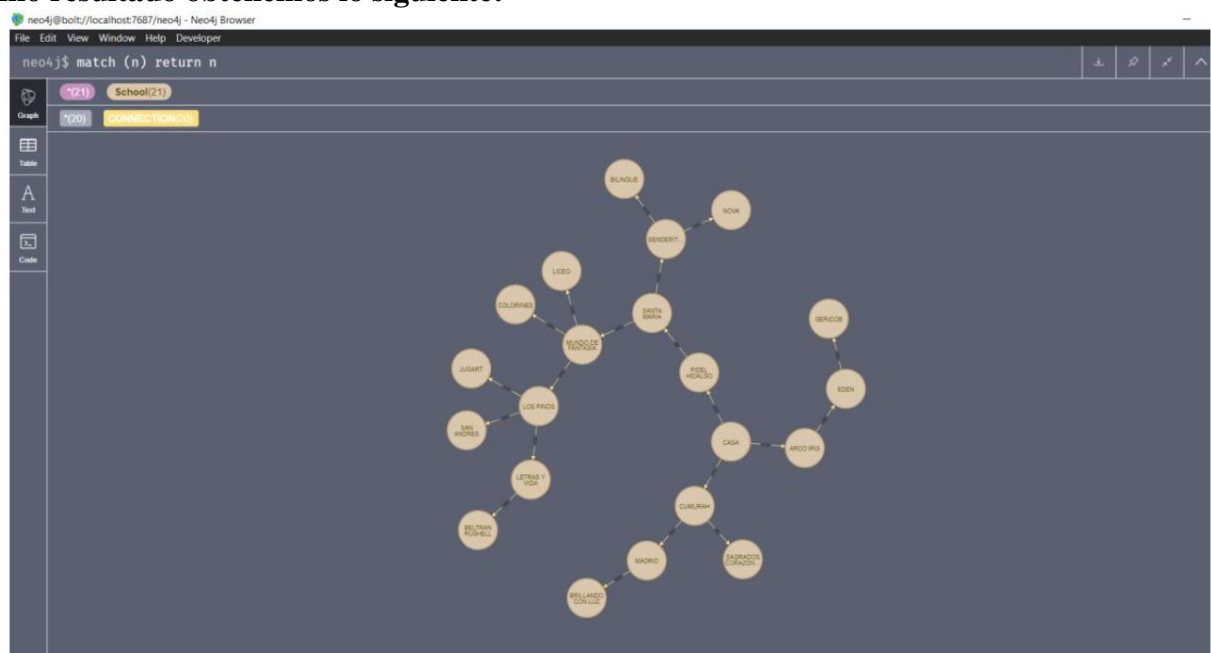 mo resultado obtenemos lo siguiente:
neo4j@bolt://localhost:7687/neo4j - Neo4j Browser
File Edit View Window Help Developer
neo4j$ match (n) return n
*(21) School(21)
Graph
*(20) CONNECTION(20)
Table
Text
Code
BILINGUE
NOVA
SENDERIT...
LICEO
COLORINES
SANTA
MARIA
GERICOB
MUNDO DE
FANTASIA
JUGART
FIDEL
HIDALGO
EDEN
LOS PINOS
SAN
ANDRES
CASA
ARCO IRIS
LETRAS Y
VIDA
CUMURAH
BELTRAN
RUSHELL
MADRID
SAGRADOS
CORAZON...
BRILLANDO
CON LUZ